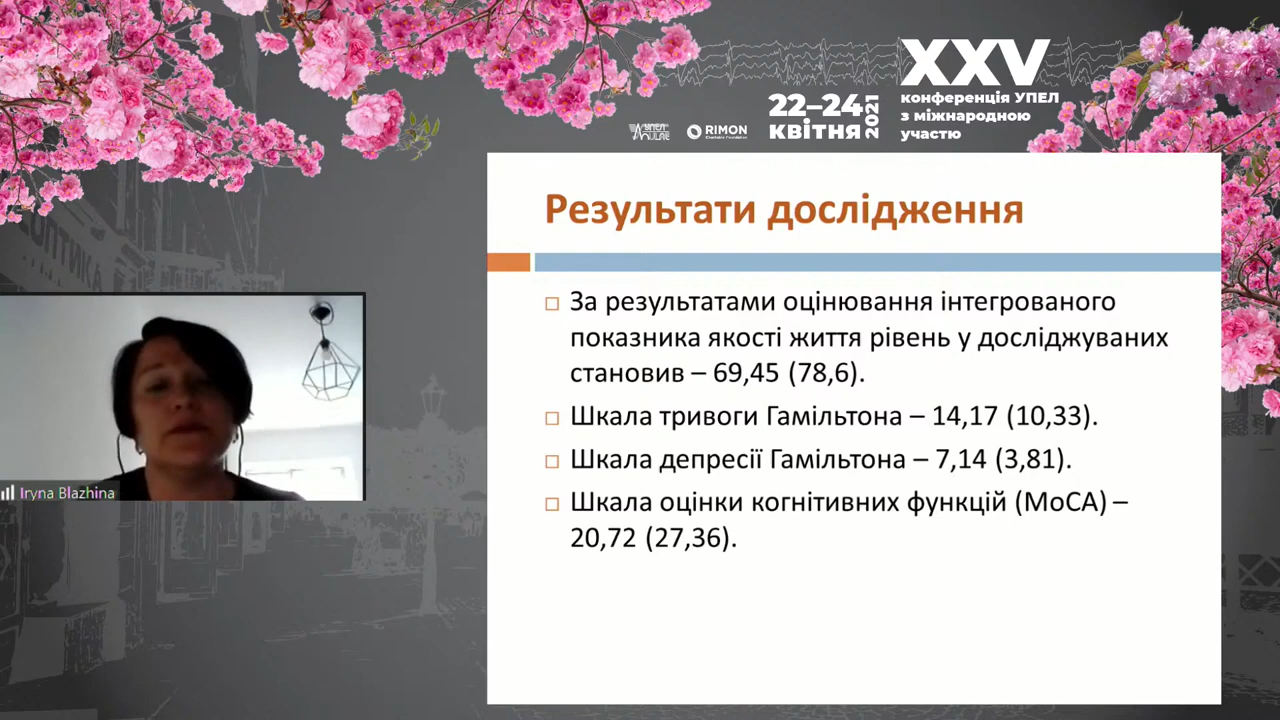 XXV
конференція УПЕЛ
з міжнародною
участю
22–24
квітня
2021
RIMON
Результати дослідження
За результатами оцінювання інтегрованого
показника якості життя рівень у досліджуваних
становив – 69,45 (78,6).
Шкала тривоги Гамільтона – 14,17 (10,33).
Шкала депресії Гамільтона – 7,14 (3,81).
Шкала оцінки когнітивних функцій (МоСА) –
20,72 (27,36).
Iryna Blazhina